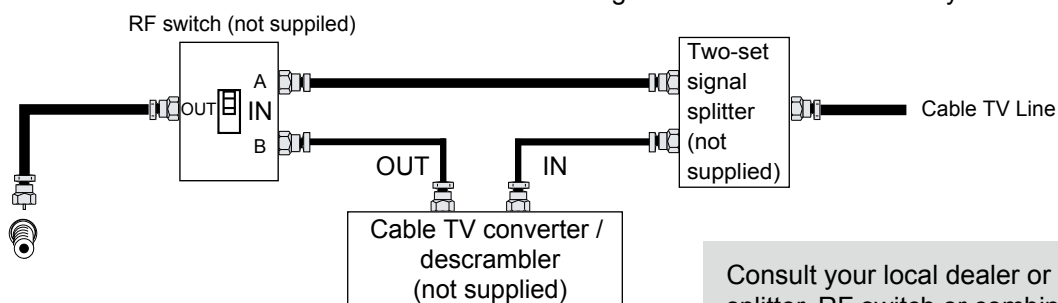 RF switch (not suppiled)
Two-set
signal
splitter
(not
supplied)
A
OUT
IN
B
Cable TV Line
OUT
IN
Cable TV converter /
descrambler
(not supplied)
Consult your local dealer or
splitter, RF switch or combin